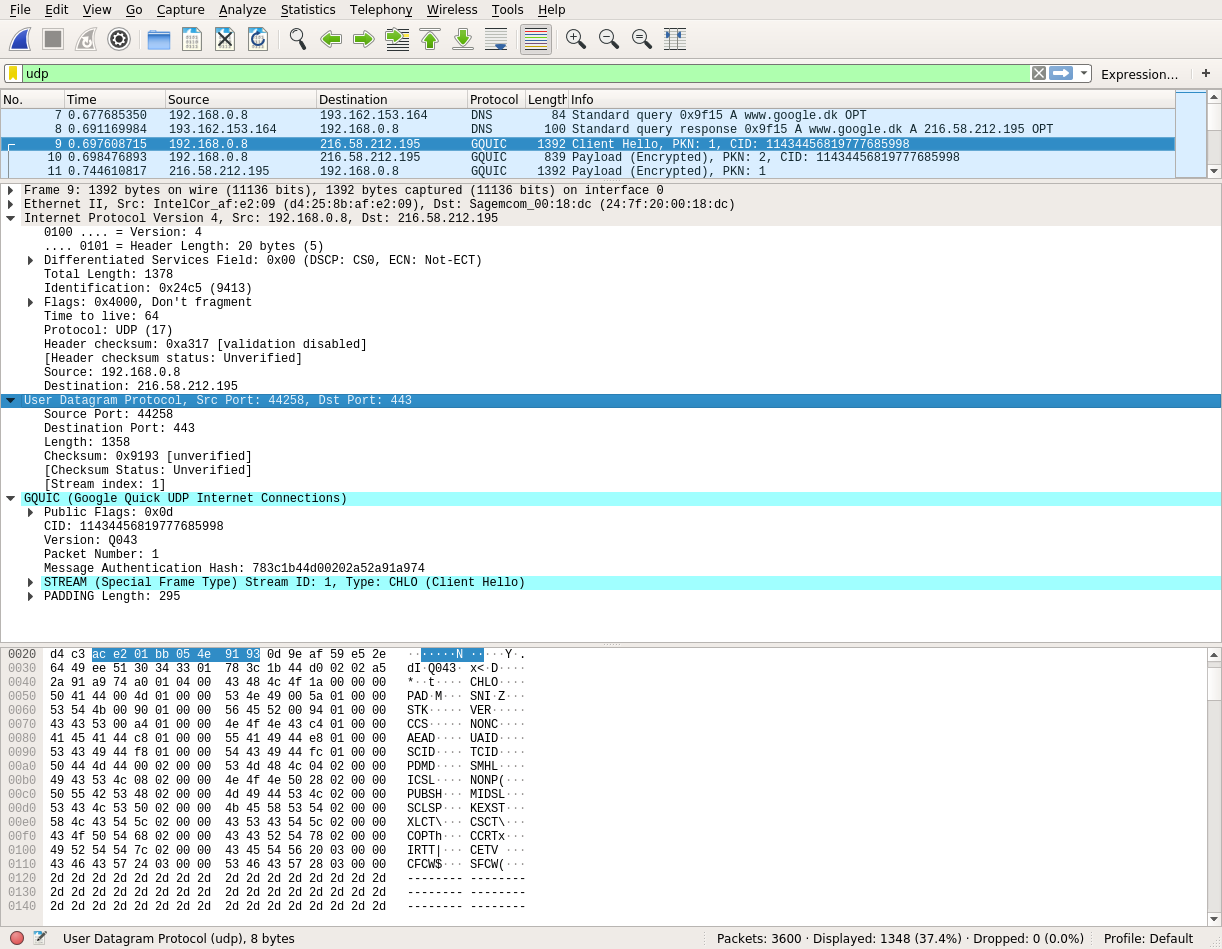 File Edit View Go Capture Analyze Statistics Telephony Wireless Tools Help
udp Expression… +
No. Time Source Destination Protocol Length Info
7 0.677685350 192.168.0.8 193.162.153.164 DNS 84 Standard query 0x9f15 A www.google.dk OPT
8 0.691169984 193.162.153.164 192.168.0.8 DNS 100 Standard query response 0x9f15 A www.google.dk A 216.58.212.195 OPT
9 0.697608715 192.168.0.8 216.58.212.195 GQUIC 1392 Client Hello, PKN: 1, CID: 11434456819777685998
10 0.698476893 192.168.0.8 216.58.212.195 GQUIC 839 Payload (Encrypted), PKN: 2, CID: 11434456819777685998
11 0.744610817 216.58.212.195 192.168.0.8 GQUIC 1392 Payload (Encrypted), PKN: 1
Frame 9: 1392 bytes on wire (11136 bits), 1392 bytes captured (11136 bits) on interface 0
Ethernet II, Src: IntelCor_af:e2:09 (d4:25:8b:af:e2:09), Dst: Sagemcom_00:18:dc (24:7f:20:00:18:dc)
Internet Protocol Version 4, Src: 192.168.0.8, Dst: 216.58.212.195
0100 .... = Version: 4
.... 0101 = Header Length: 20 bytes (5)
Differentiated Services Field: 0x00 (DSCP: CS0, ECN: Not-ECT)
Total Length: 1378
Identification: 0x24c5 (9413)
Flags: 0x4000, Don't fragment
Time to live: 64
Protocol: UDP (17)
Header checksum: 0xa317 [validation disabled]
[Header checksum status: Unverified]
Source: 192.168.0.8
Destination: 216.58.212.195
User Datagram Protocol, Src Port: 44258, Dst Port: 443
Source Port: 44258
Destination Port: 443
Length: 1358
Checksum: 0x9193 [unverified]
[Checksum Status: Unverified]
[Stream index: 1]
GQUIC (Google Quick UDP Internet Connections)
Public Flags: 0x0d
CID: 11434456819777685998
Version: Q043
Packet Number: 1
Message Authentication Hash: 783c1b44d00202a52a91a974
STREAM (Special Frame Type) Stream ID: 1, Type: CHLO (Client Hello)
PADDING Length: 295
0020 d4 c3 ac e2 01 bb 05 4e 91 93 0d 9e af 59 e5 2e ·······N ·····Y·.
0030 64 49 ee 51 30 34 33 01 78 3c 1b 44 d0 02 02 a5 dI·Q043· x<·D····
0040 2a 91 a9 74 a0 01 04 00 43 48 4c 4f 1a 00 00 00 *··t···· CHLO····
0050 50 41 44 00 4d 01 00 00 53 4e 49 00 5a 01 00 00 PAD·M··· SNI·Z···
0060 53 54 4b 00 90 01 00 00 56 45 52 00 94 01 00 00 STK····· VER·····
0070 43 43 53 00 a4 01 00 00 4e 4f 4e 43 c4 01 00 00 CCS····· NONC····
0080 41 45 41 44 c8 01 00 00 55 41 49 44 e8 01 00 00 AEAD···· UAID····
0090 53 43 49 44 f8 01 00 00 54 43 49 44 fc 01 00 00 SCID···· TCID····
00a0 50 44 4d 44 00 02 00 00 53 4d 48 4c 04 02 00 00 PDMD···· SMHL····
00b0 49 43 53 4c 08 02 00 00 4e 4f 4e 50 28 02 00 00 ICSL···· NONP(···
00c0 50 55 42 53 48 02 00 00 4d 49 44 53 4c 02 00 00 PUBSH··· MIDSL···
00d0 53 43 4c 53 50 02 00 00 4b 45 58 53 54 02 00 00 SCLSP··· KEXST···
00e0 58 4c 43 54 5c 02 00 00 43 53 43 54 5c 02 00 00 XLCT\··· CSCT\···
00f0 43 4f 50 54 68 02 00 00 43 43 52 54 78 02 00 00 COPTh··· CCRTx···
0100 49 52 54 54 7c 02 00 00 43 45 54 56 20 03 00 00 IRTT|··· CETV ···
0110 43 46 43 57 24 03 00 00 53 46 43 57 28 03 00 00 CFCW$··· SFCW(···
0120 2d 2d 2d 2d 2d 2d 2d 2d 2d 2d 2d 2d 2d 2d 2d 2d -------- --------
0130 2d 2d 2d 2d 2d 2d 2d 2d 2d 2d 2d 2d 2d 2d 2d 2d -------- --------
0140 2d 2d 2d 2d 2d 2d 2d 2d 2d 2d 2d 2d 2d 2d 2d 2d -------- --------
User Datagram Protocol (udp), 8 bytes Packets: 3600 · Displayed: 1348 (37.4%) · Dropped: 0 (0.0%) Profile: Default